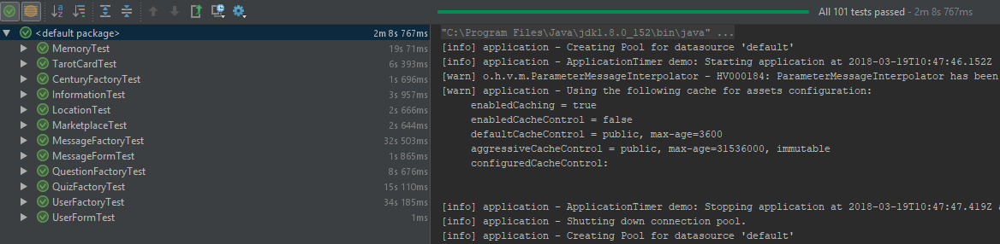 All 101 tests passed - 2m 8s 767ms
<default package> 2m 8s 767ms
MemoryTest 19s 71ms
TarotCardTest 6s 393ms
CenturyFactoryTest 1s 696ms
InformationTest 3s 957ms
LocationTest 2s 666ms
MarketplaceTest 2s 644ms
MessageFactoryTest 32s 503ms
MessageFormTest 1s 865ms
QuestionFactoryTest 8s 676ms
QuizFactoryTest 15s 110ms
UserFactoryTest 34s 185ms
UserFormTest 1ms
"C:\Program Files\Java\jdk1.8.0_152\bin\java" ...
[info] application - Creating Pool for datasource 'default'
[info] application - ApplicationTimer demo: Starting application at 2018-03-19T10:47:46.152Z
[warn] o.h.v.m.ParameterMessageInterpolator - HV000184: ParameterMessageInterpolator has been
[warn] application - Using the following cache for assets configuration:
enabledCaching = true
enabledCacheControl = false
defaultCacheControl = public, max-age=3600
aggressiveCacheControl = public, max-age=31536000, immutable
configuredCacheControl:
[info] application - ApplicationTimer demo: Stopping application at 2018-03-19T10:47:47.419Z
[info] application - Shutting down connection pool.
[info] application - Creating Pool for datasource 'default'